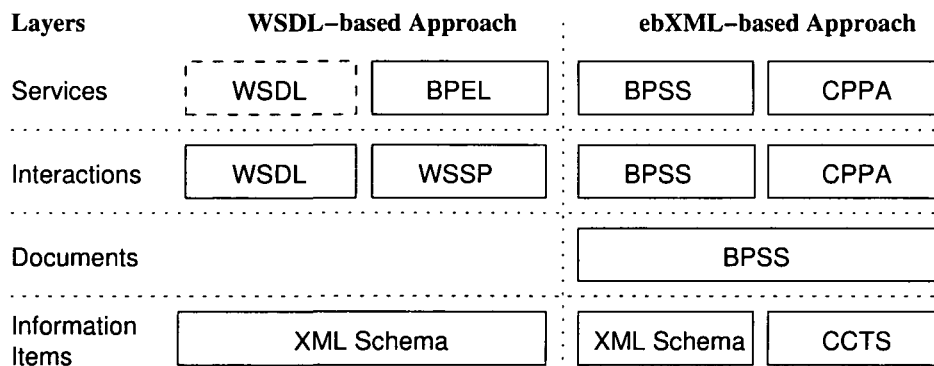 Layers WSDL–based Approach ebXML–based Approach
Services WSDL BPEL BPSS CPPA
Interactions WSDL WSSP BPSS CPPA
Documents BPSS
Information
Items XML Schema XML Schema CCTS